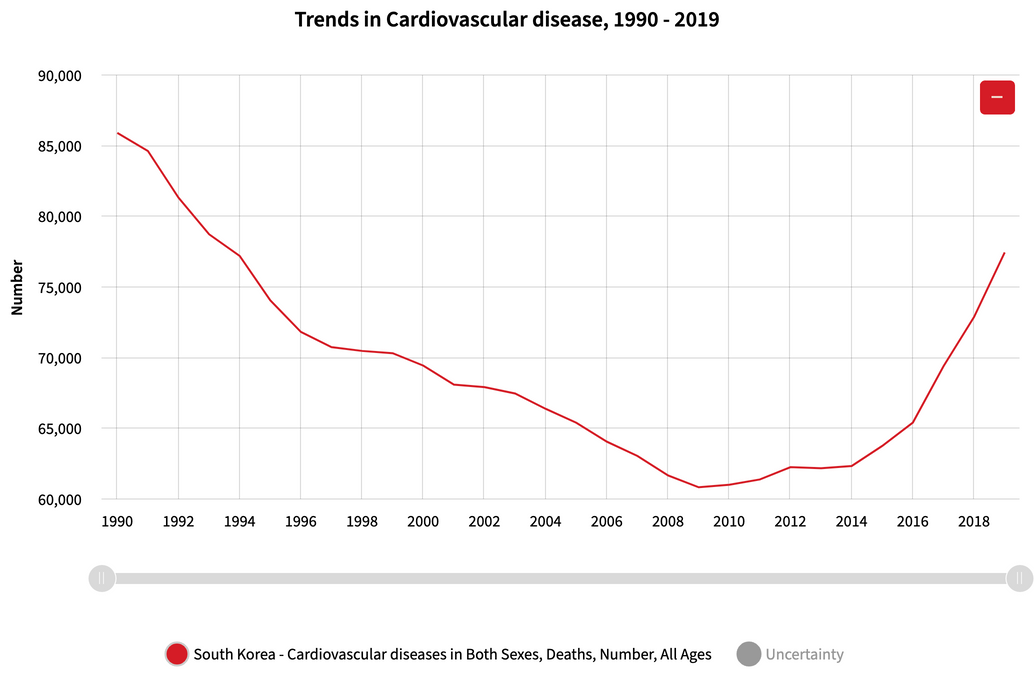 Trends in Cardiovascular disease, 1990 - 2019
Number
90,000
85,000
80,000
75,000
70,000
65,000
60,000
1990 1992 1994 1996 1998 2000 2002 2004 2006 2008 2010 2012 2014 2016 2018
South Korea - Cardiovascular diseases in Both Sexes, Deaths, Number, All Ages Uncertainty